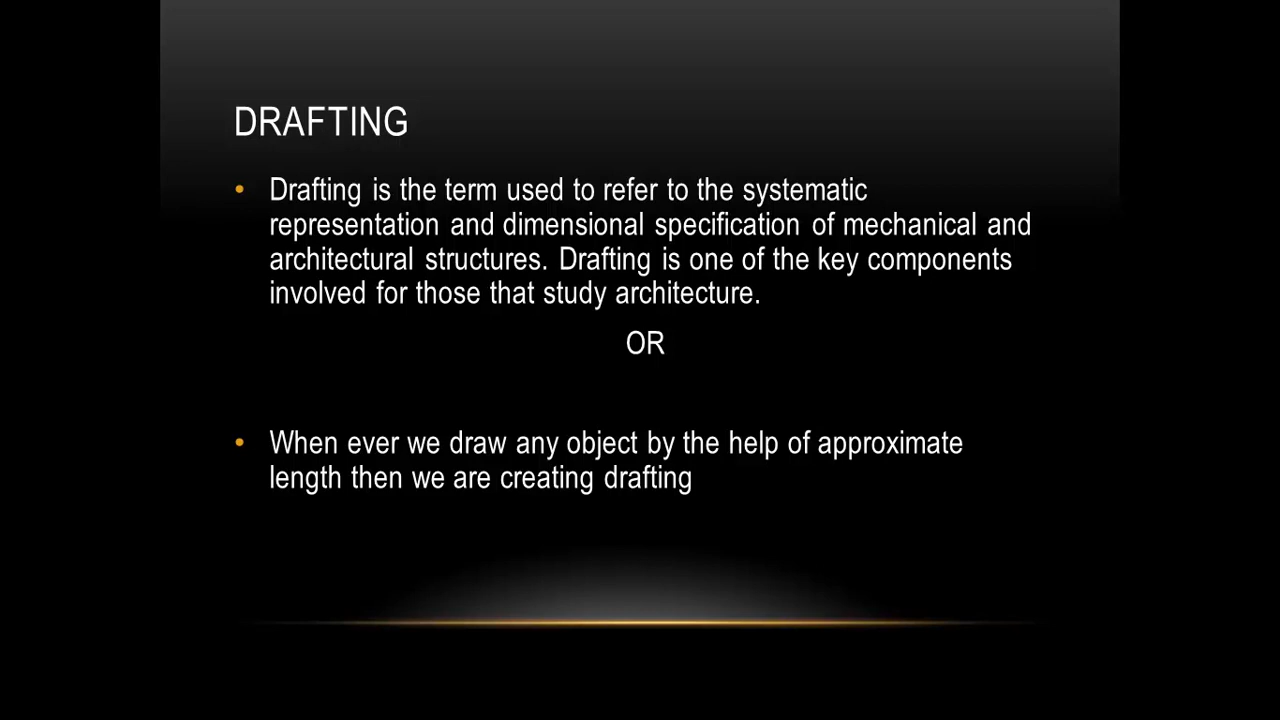 DRAFTING
• Drafting is the term used to refer to the systematic
representation and dimensional specification of mechanical and
architectural structures. Drafting is one of the key components
involved for those that study architecture.
OR
• When ever we draw any object by the help of approximate
length then we are creating drafting